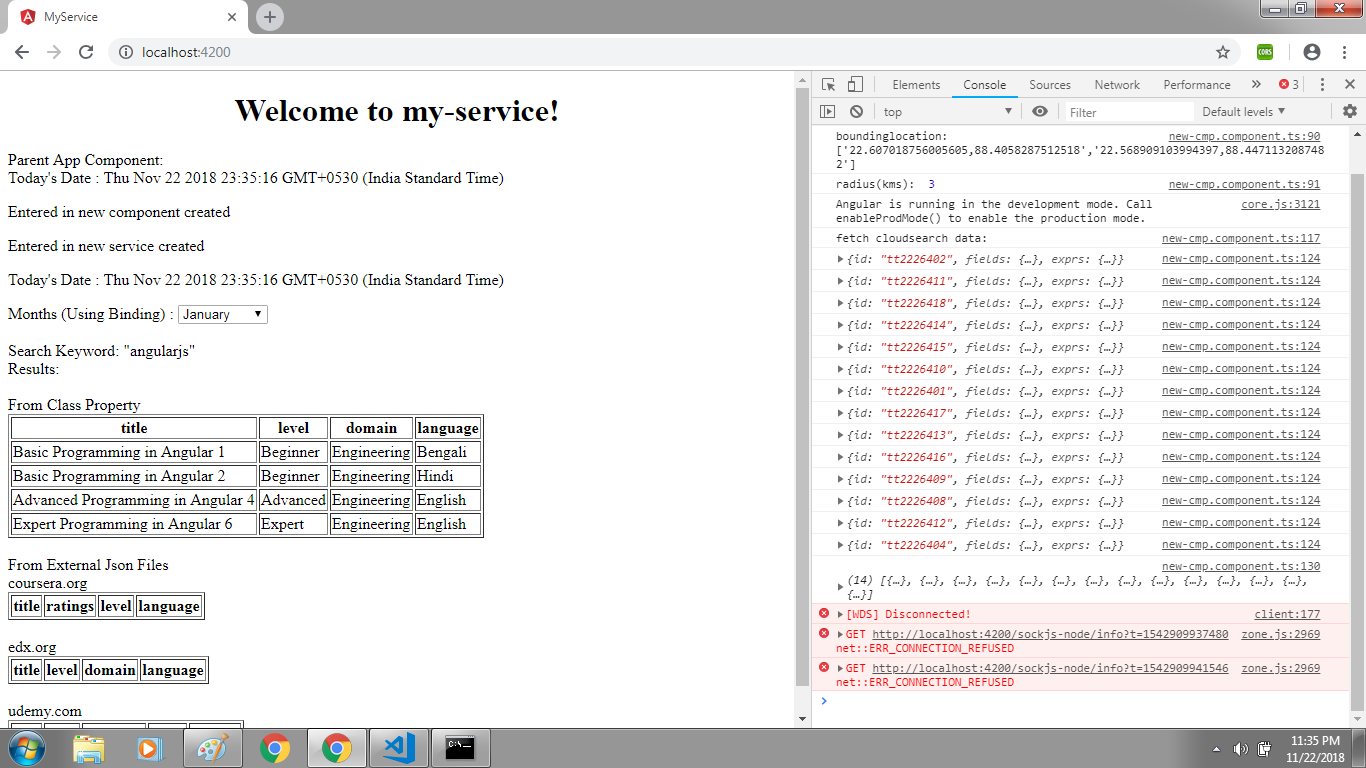 MyService
localhost:4200
CORS
Welcome to my-service!
Parent App Component:
Today's Date : Thu Nov 22 2018 23:35:16 GMT+0530 (India Standard Time)
Entered in new component created
Entered in new service created
Today's Date : Thu Nov 22 2018 23:35:16 GMT+0530 (India Standard Time)
Months (Using Binding) : January
Search Keyword: "angularjs"
Results:
From Class Property
title level domain language
Basic Programming in Angular 1 Beginner Engineering Bengali
Basic Programming in Angular 2 Beginner Engineering Hindi
Advanced Programming in Angular 4 Advanced Engineering English
Expert Programming in Angular 6 Expert Engineering English
From External Json Files
coursera.org
title ratings level language
edx.org
title level domain language
udemy.com
Elements Console Sources Network Performance » 3
top Filter Default levels
boundinglocation: new-cmp.component.ts:90
['22.607018756005605,88.4058287512518','22.568909103994397,88.447113208748
2']
radius(kms): 3 new-cmp.component.ts:91
Angular is running in the development mode. Call core.js:3121
enableProdMode() to enable the production mode.
fetch cloudsearch data: new-cmp.component.ts:117
{id: "tt2226402", fields: {…}, exprs: {…}} new-cmp.component.ts:124
{id: "tt2226411", fields: {…}, exprs: {…}} new-cmp.component.ts:124
{id: "tt2226418", fields: {…}, exprs: {…}} new-cmp.component.ts:124
{id: "tt2226414", fields: {…}, exprs: {…}} new-cmp.component.ts:124
{id: "tt2226415", fields: {…}, exprs: {…}} new-cmp.component.ts:124
{id: "tt2226410", fields: {…}, exprs: {…}} new-cmp.component.ts:124
{id: "tt2226401", fields: {…}, exprs: {…}} new-cmp.component.ts:124
{id: "tt2226417", fields: {…}, exprs: {…}} new-cmp.component.ts:124
{id: "tt2226413", fields: {…}, exprs: {…}} new-cmp.component.ts:124
{id: "tt2226416", fields: {…}, exprs: {…}} new-cmp.component.ts:124
{id: "tt2226409", fields: {…}, exprs: {…}} new-cmp.component.ts:124
{id: "tt2226408", fields: {…}, exprs: {…}} new-cmp.component.ts:124
{id: "tt2226412", fields: {…}, exprs: {…}} new-cmp.component.ts:124
{id: "tt2226404", fields: {…}, exprs: {…}} new-cmp.component.ts:124
new-cmp.component.ts:130
(14) [{…}, {…}, {…}, {…}, {…}, {…}, {…}, {…}, {…}, {…}, {…}, {…}, {…},
{…}]
[WDS] Disconnected! client:177
GET http://localhost:4200/sockjs-node/info?t=1542909937480 zone.js:2969
net::ERR_CONNECTION_REFUSED
GET http://localhost:4200/sockjs-node/info?t=1542909941546 zone.js:2969
net::ERR_CONNECTION_REFUSED
11:35 PM
11/22/2018